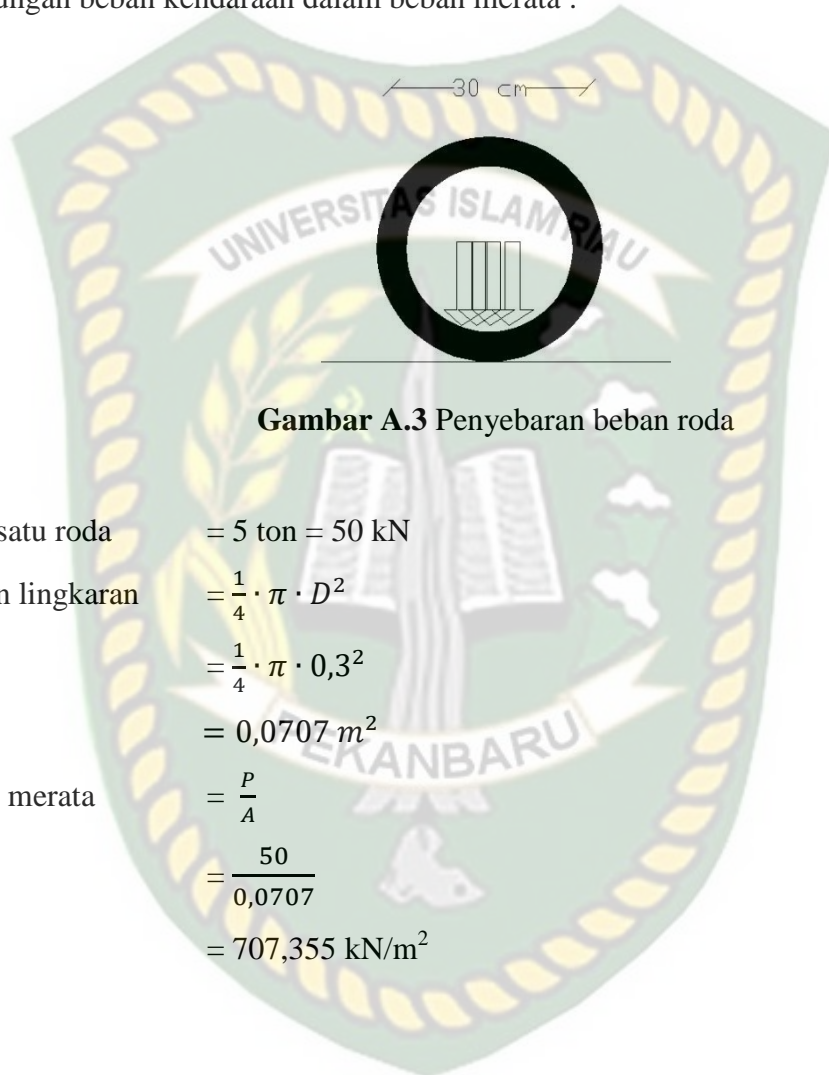 ungan beban kendaraan dalam beban merata :
30 cm
UNIVERSITAS ISLAM RIAU
Gambar A.3 Penyebaran beban roda
satu roda = 5 ton = 50 kN
lingkaran = 1/4 · π · D²
= 1/4 · π · 0,3²
= 0,0707 m²
PEKANBARU
merata = P/A
= 50/0,0707
= 707,355 kN/m²